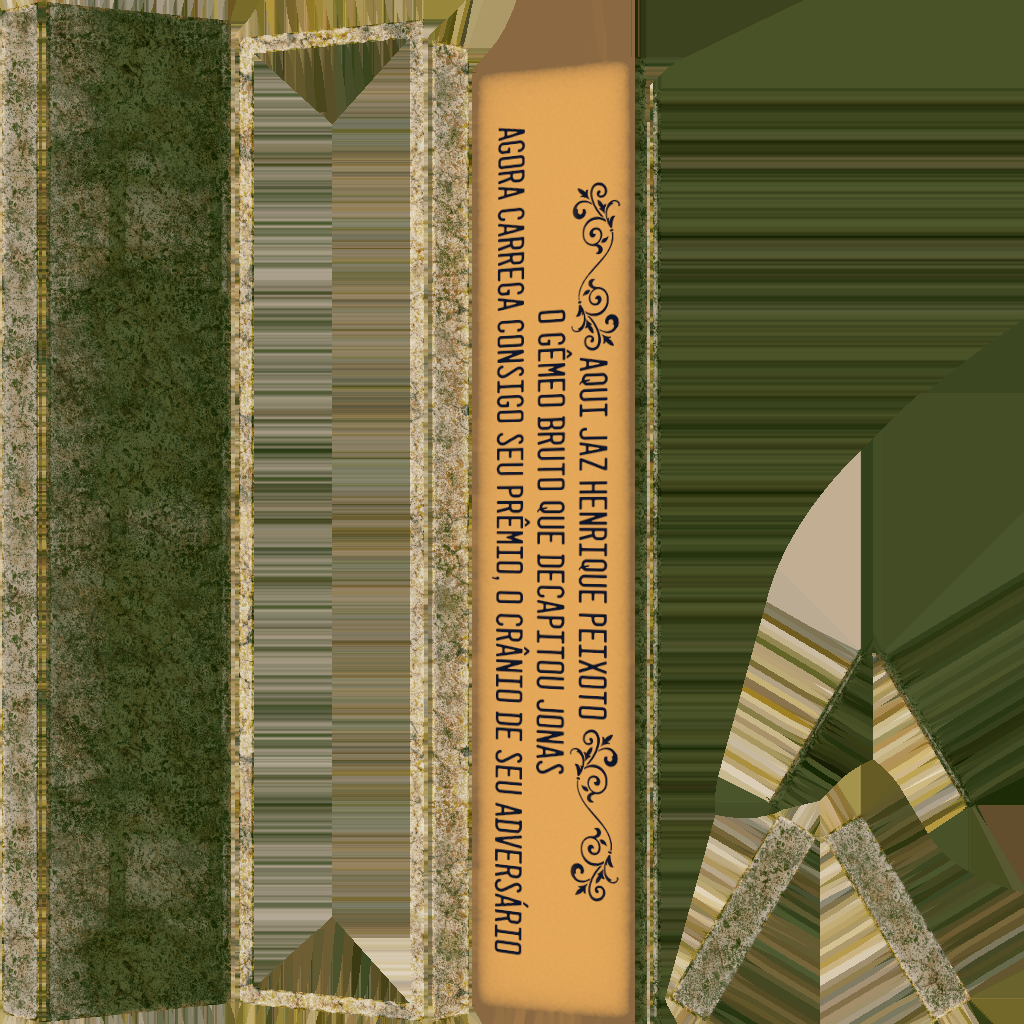 AQUI JAZ HENRIQUE PEIXOTO
O GÊMEO BRUTO QUE DECAPITOU JONAS
AGORA CARREGA CONSIGO SEU PRÊMIO, O CRÂNIO DE SEU ADVERSÁRIO